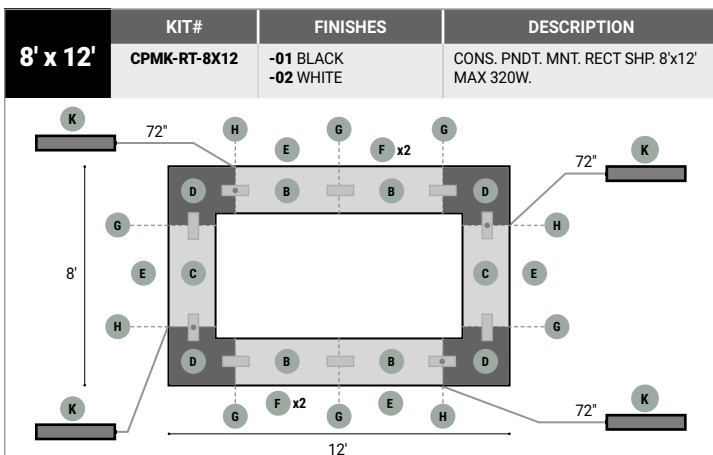 8' x 12'
KIT#
FINISHES
DESCRIPTION
CPMK-RT-8X12
-01 BLACK
-02 WHITE
CONS. PNDT. MNT. RECT SHP. 8'x12'
MAX 320W.
K
72"
H
E
G
F x2
G
72"
K
D
B
B
D
G
H
8'
E
C
C
E
H
G
D
B
B
D
K
G
F x2
G
E
H
72"
K
12'